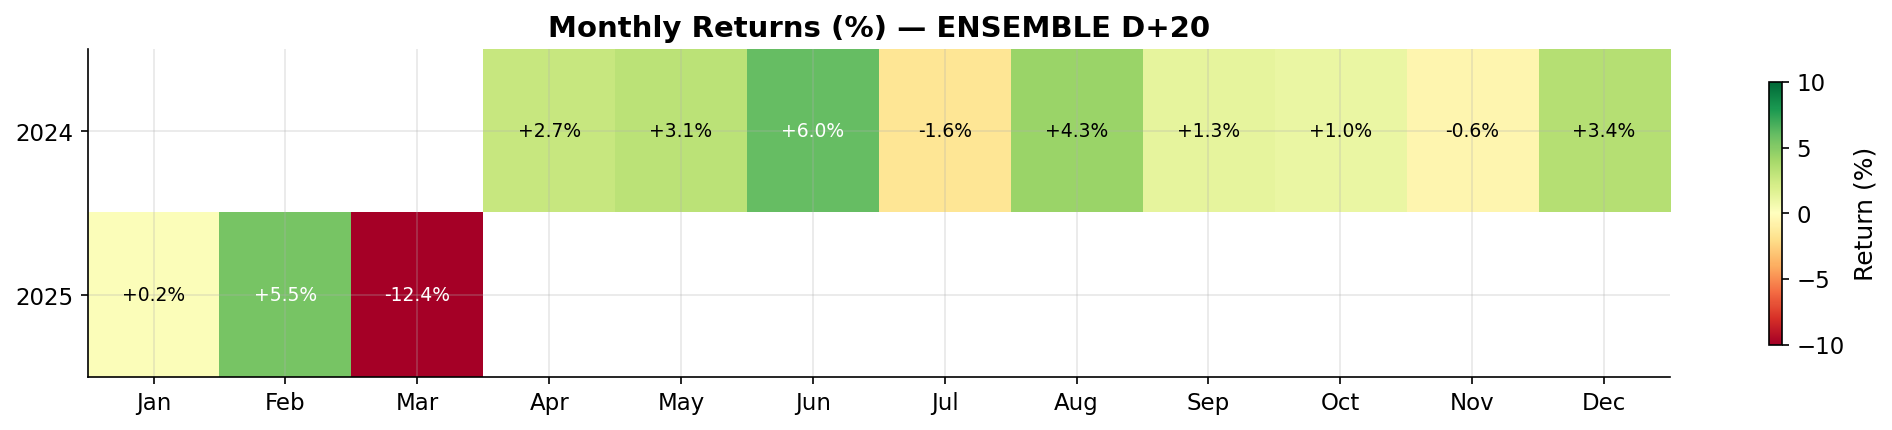 Monthly Returns (%) — ENSEMBLE D+20
2024
+2.7% +3.1% +6.0% -1.6% +4.3% +1.3% +1.0% -0.6% +3.4%
2025
+0.2% +5.5% -12.4%
Jan Feb Mar Apr May Jun Jul Aug Sep Oct Nov Dec
10
5
0
−5
−10
Return (%)